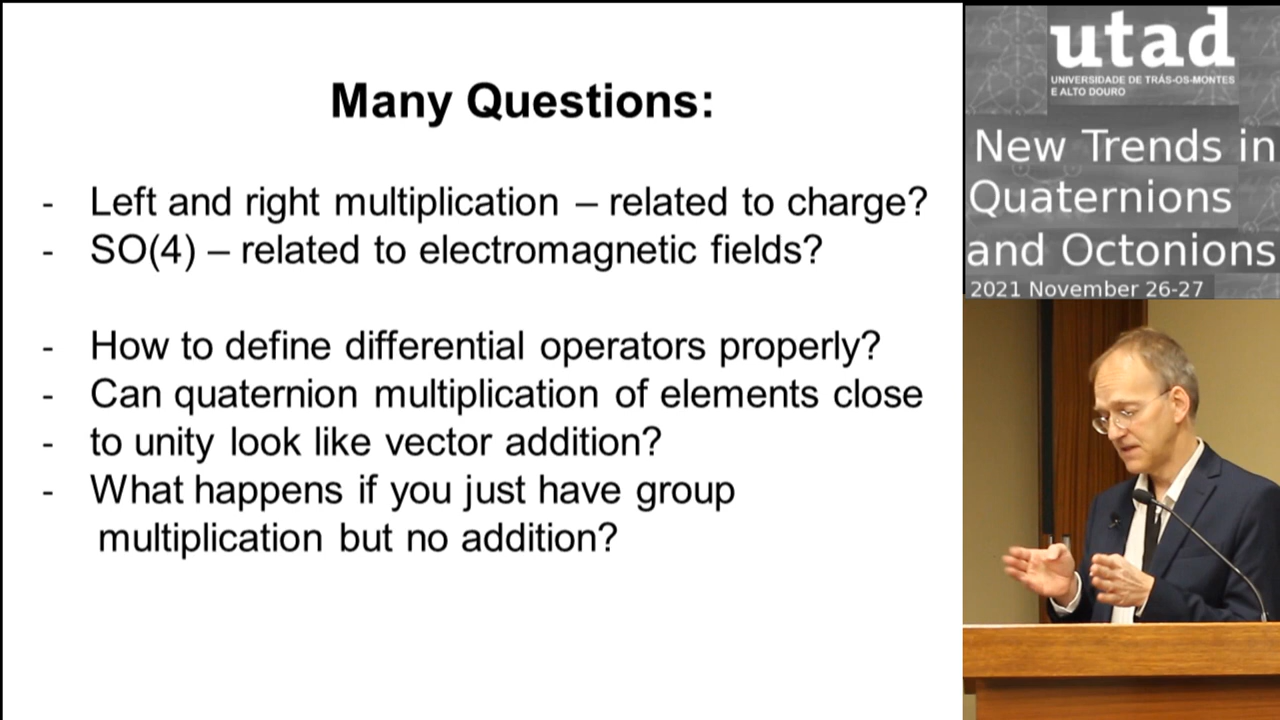 Many Questions:
- Left and right multiplication – related to charge?
- SO(4) – related to electromagnetic fields?
- How to define differential operators properly?
- Can quaternion multiplication of elements close
- to unity look like vector addition?
- What happens if you just have group
multiplication but no addition?
utad
UNIVERSIDADE DE TRÁS-OS-MONTES
E ALTO DOURO
New Trends in
Quaternions
and Octonions
2021 November 26-27